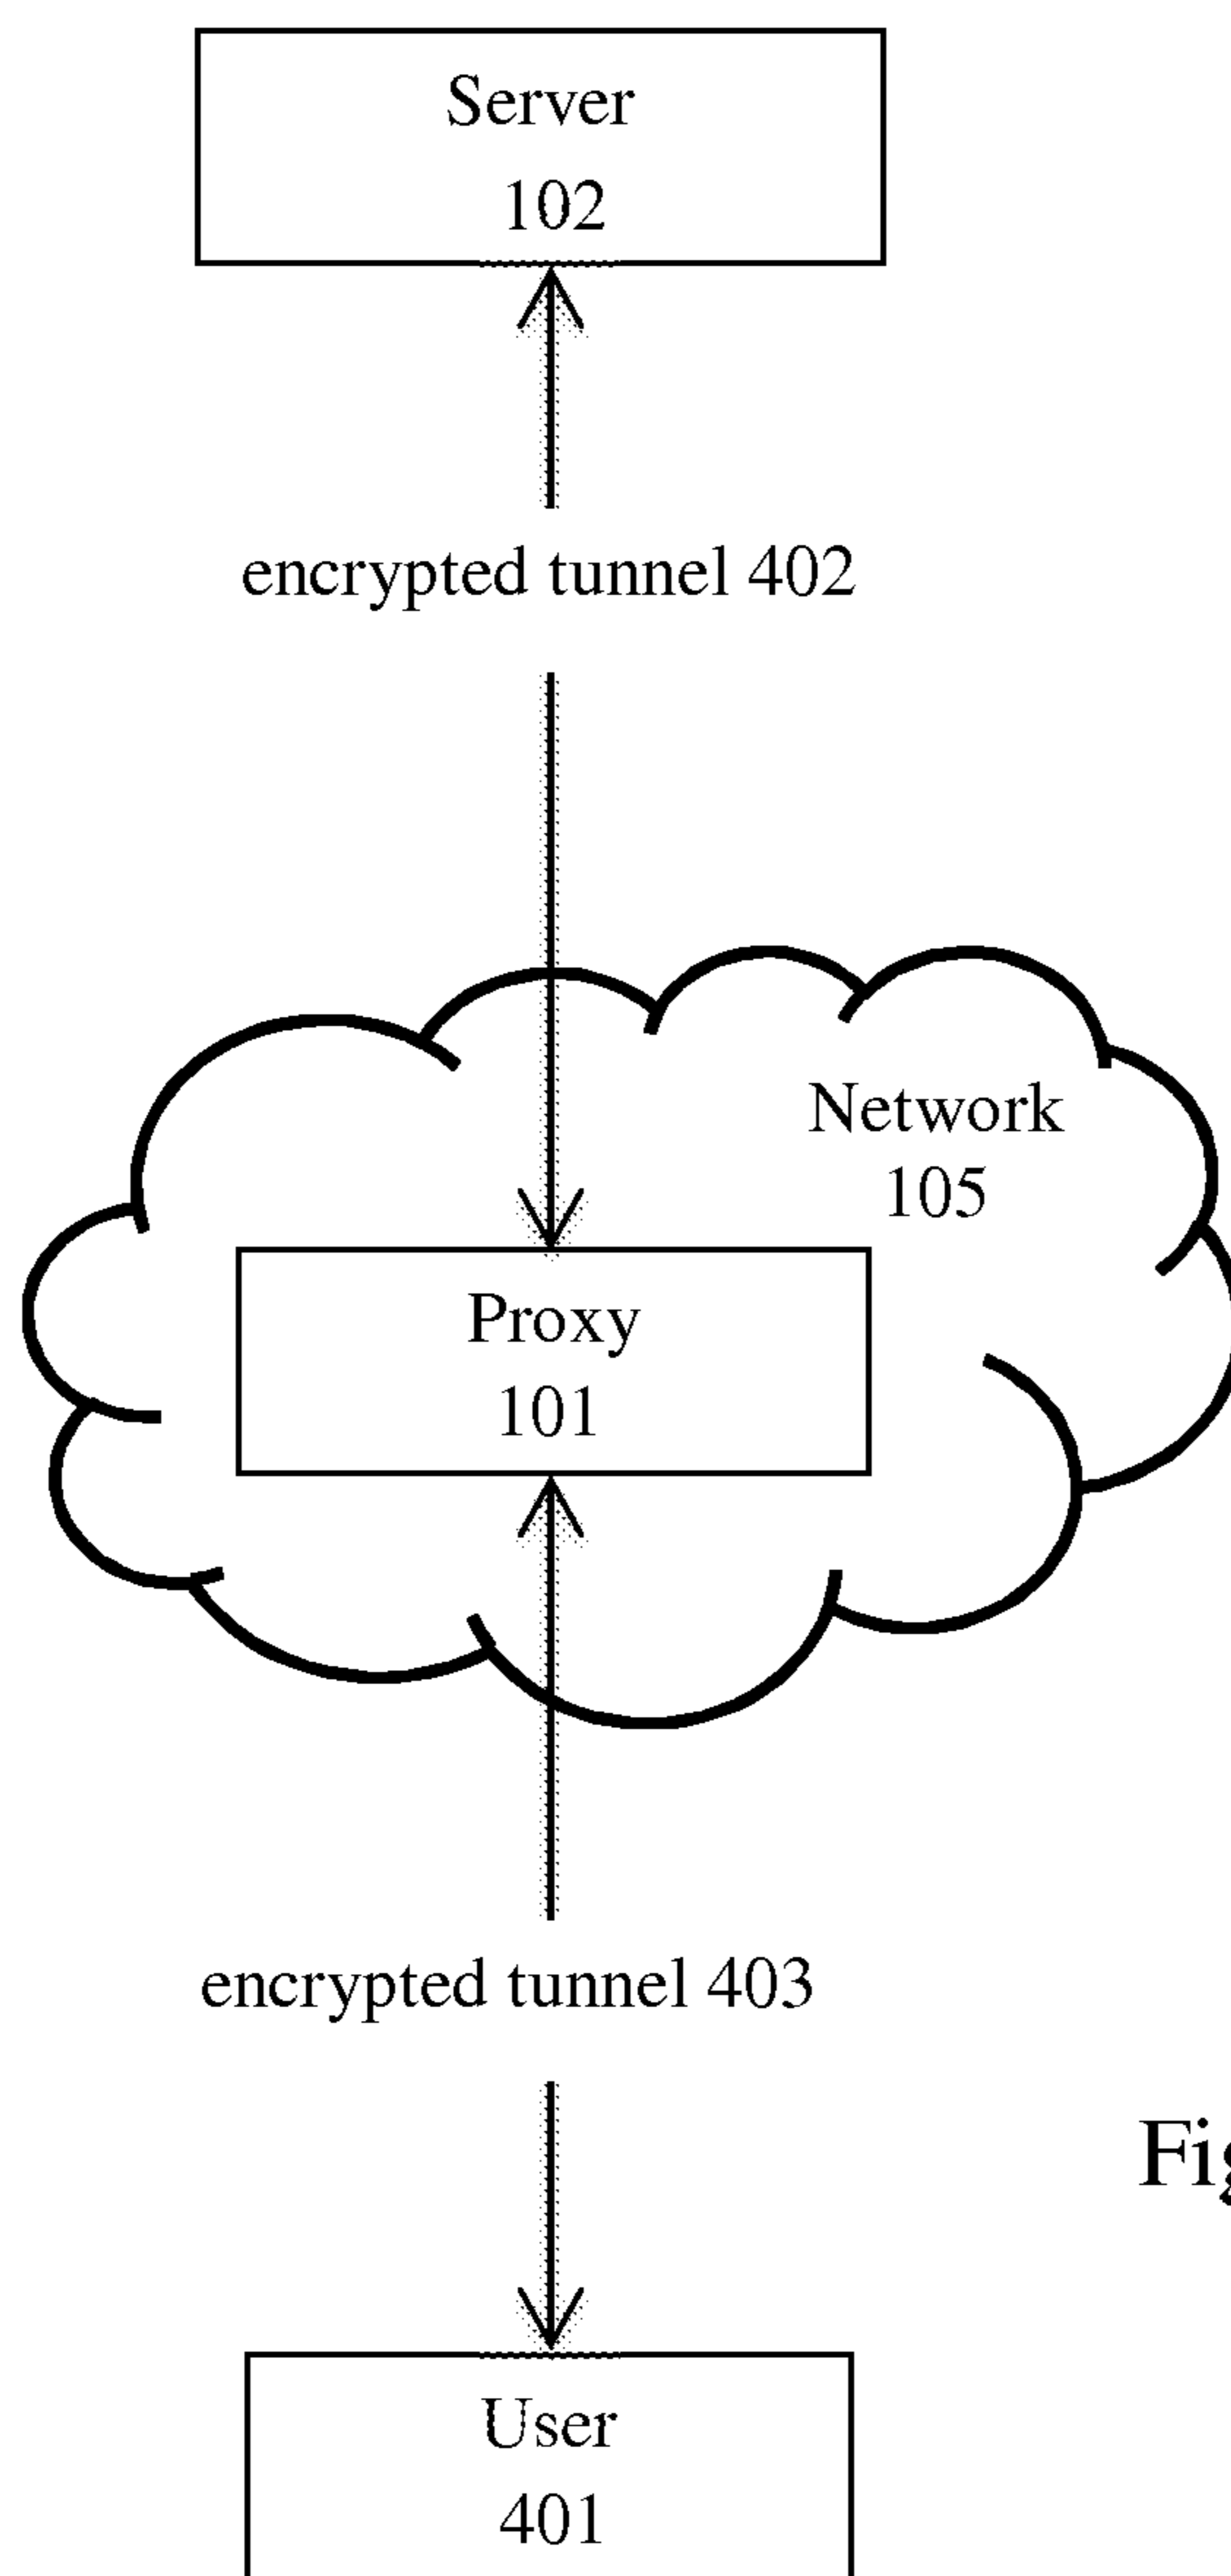 Server
102
encrypted tunnel 402
Network
105
Proxy
101
encrypted tunnel 403
User
401